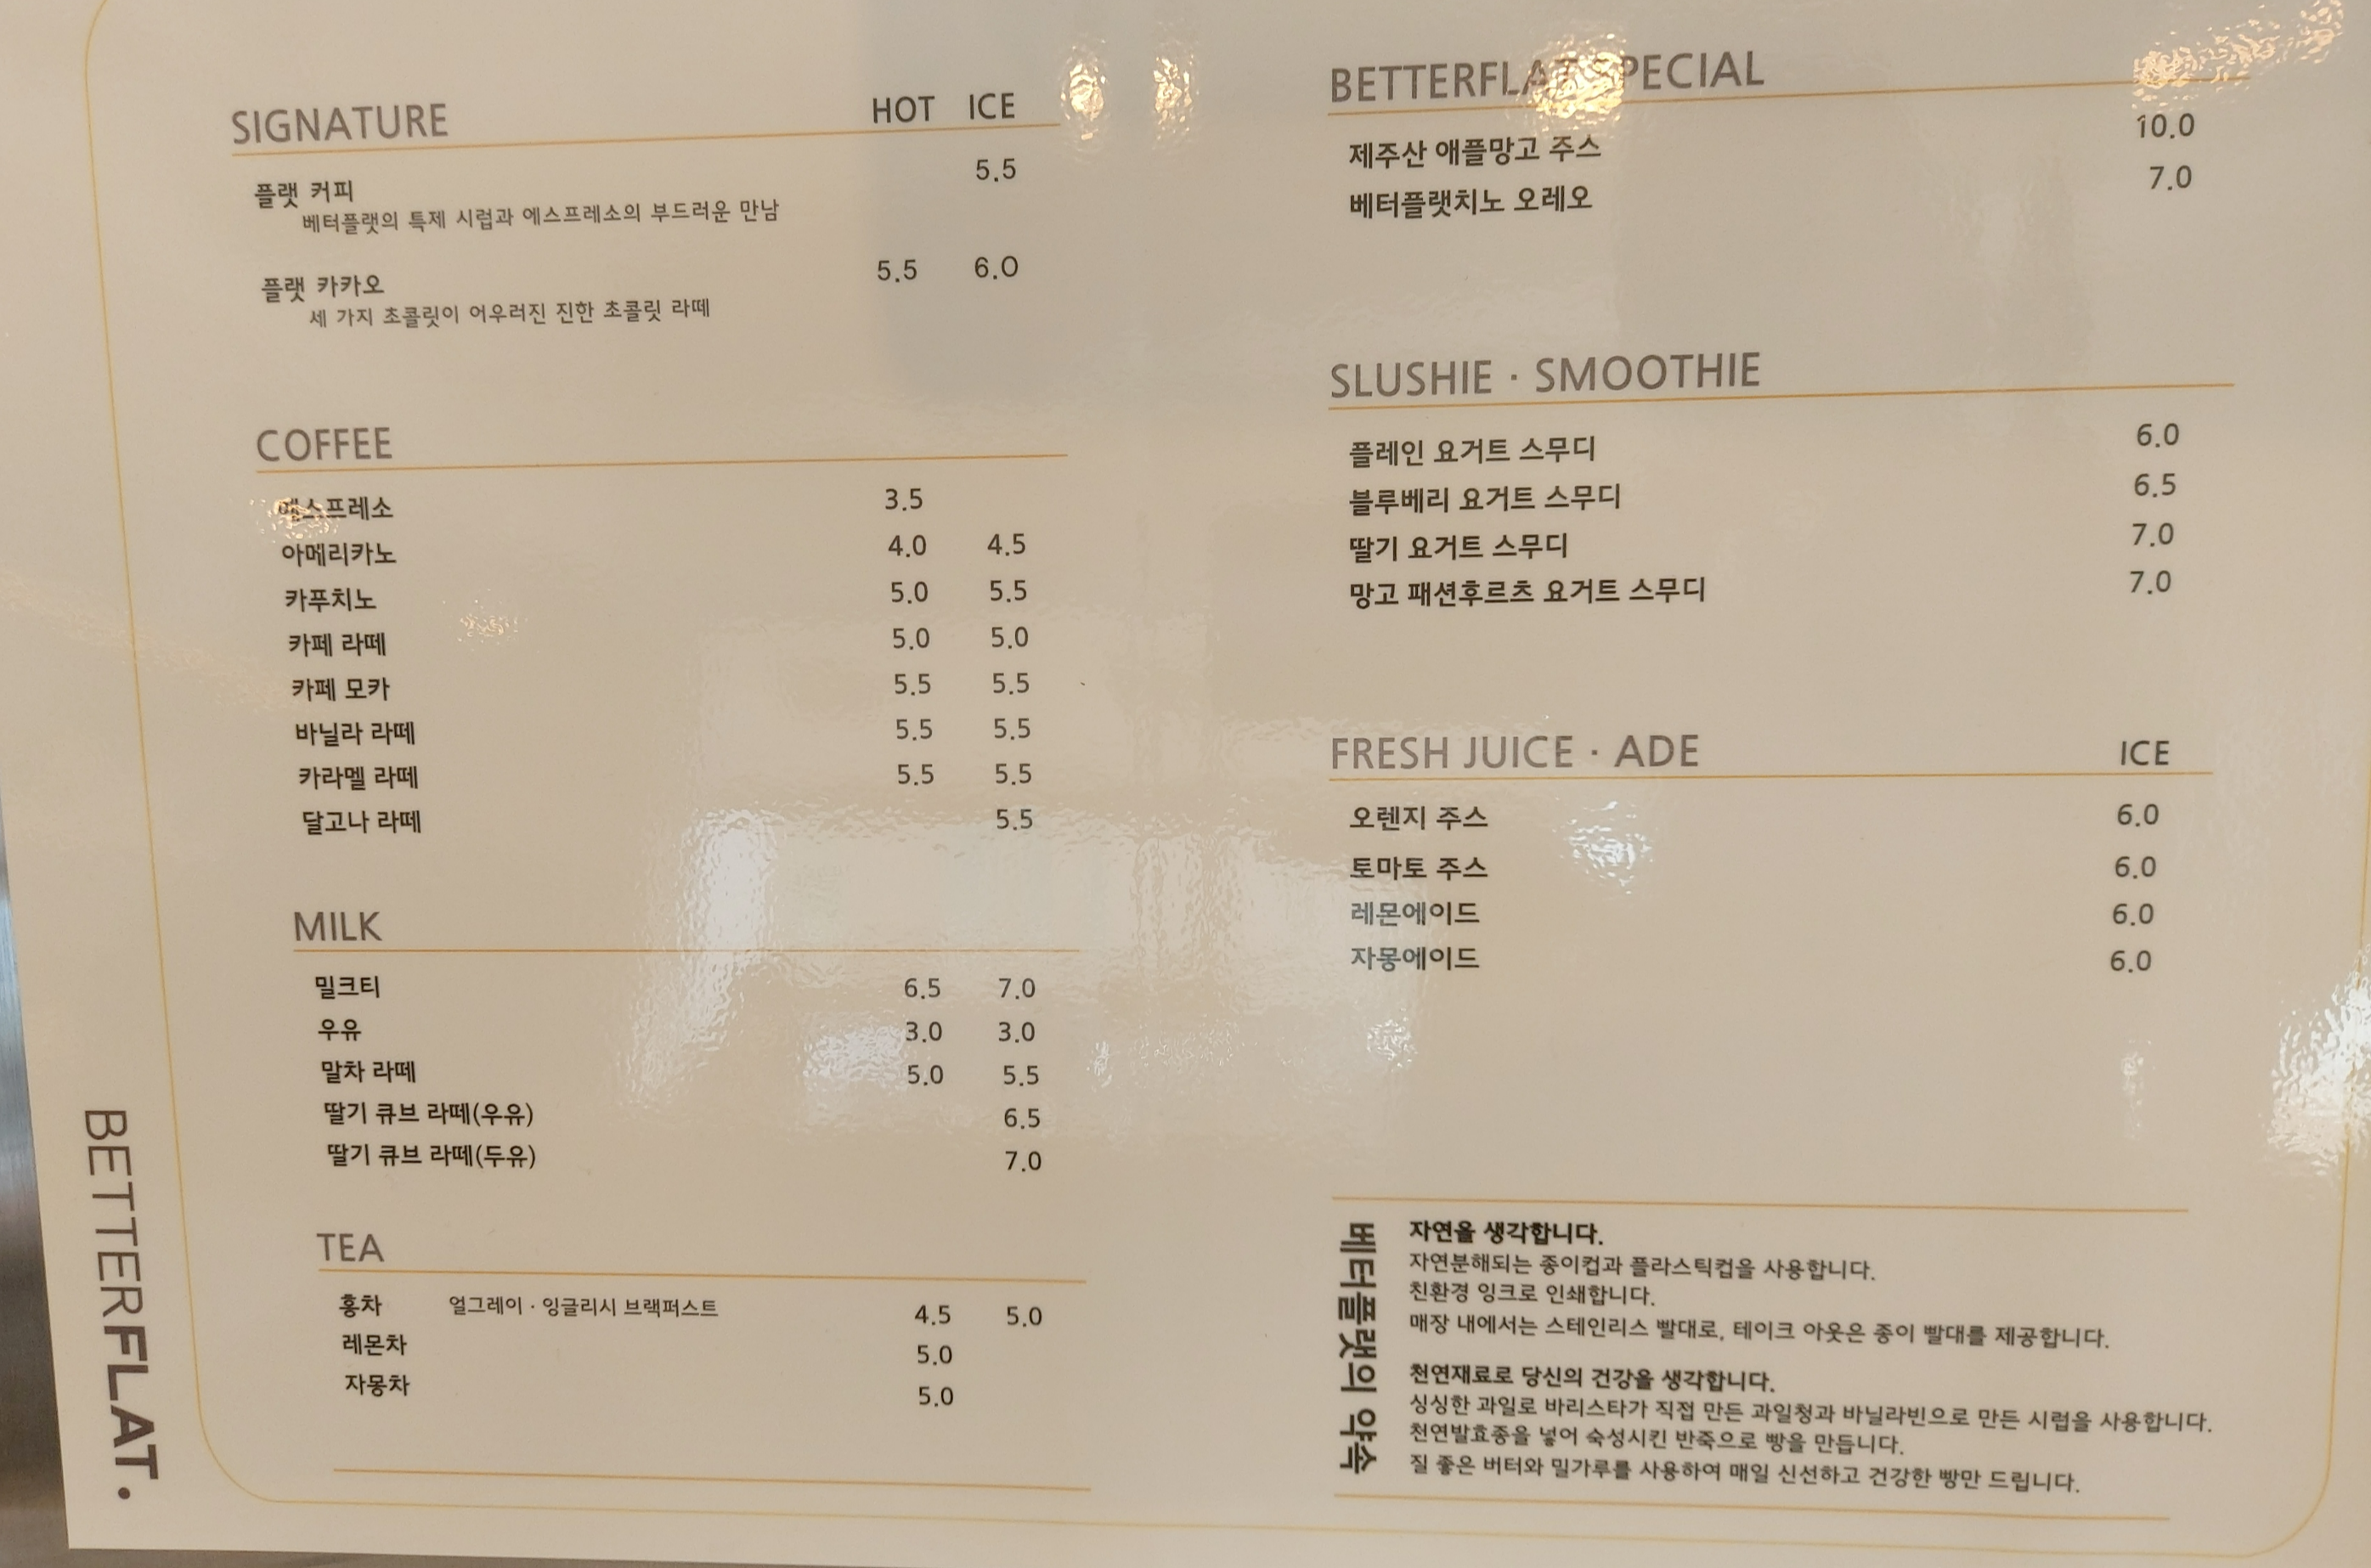 SIGNATURE HOT ICE
플랫 커피 5.5
베터플랫의 특제 시럽과 에스프레소의 부드러운 만남
플랫 카카오 5.5 6.0
세 가지 초콜릿이 어우러진 진한 초콜릿 라떼
COFFEE
에스프레소 3.5
아메리카노 4.0 4.5
카푸치노 5.0 5.5
카페 라떼 5.0 5.0
카페 모카 5.5 5.5
바닐라 라떼 5.5 5.5
카라멜 라떼 5.5 5.5
달고나 라떼 5.5
MILK
밀크티 6.5 7.0
우유 3.0 3.0
말차 라떼 5.0 5.5
딸기 큐브 라떼(우유) 6.5
딸기 큐브 라떼(두유) 7.0
TEA
홍차 얼그레이 · 잉글리시 브랙퍼스트 4.5 5.0
레몬차 5.0
자몽차 5.0
BETTERFLAT.
BETTERFLAT SPECIAL
제주산 애플망고 주스 10.0
베터플랫치노 오레오 7.0
SLUSHIE · SMOOTHIE
플레인 요거트 스무디 6.0
블루베리 요거트 스무디 6.5
딸기 요거트 스무디 7.0
망고 패션후르츠 요거트 스무디 7.0
FRESH JUICE · ADE ICE
오렌지 주스 6.0
토마토 주스 6.0
레몬에이드 6.0
자몽에이드 6.0
베터플랫의 약속
자연을 생각합니다.
자연분해되는 종이컵과 플라스틱컵을 사용합니다.
친환경 잉크로 인쇄합니다.
매장 내에서는 스테인리스 빨대로, 테이크 아웃은 종이 빨대를 제공합니다.
천연재료로 당신의 건강을 생각합니다.
싱싱한 과일로 바리스타가 직접 만든 과일청과 바닐라빈으로 만든 시럽을 사용합니다.
천연발효종을 넣어 숙성시킨 반죽으로 빵을 만듭니다.
질 좋은 버터와 밀가루를 사용하여 매일 신선하고 건강한 빵만 드립니다.